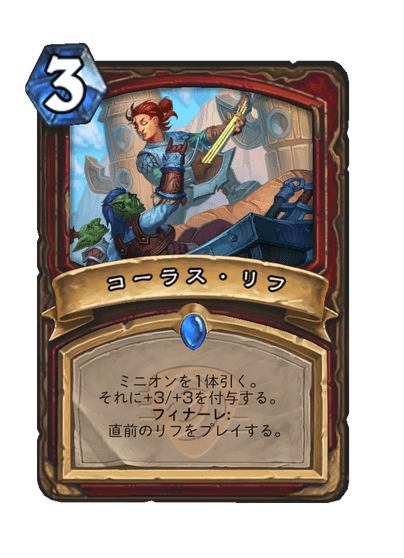 3
コーラス・リフ
ミニオンを1体引く。
それに+3/+3を付与する。
フィナーレ:
直前のリフをプレイする。